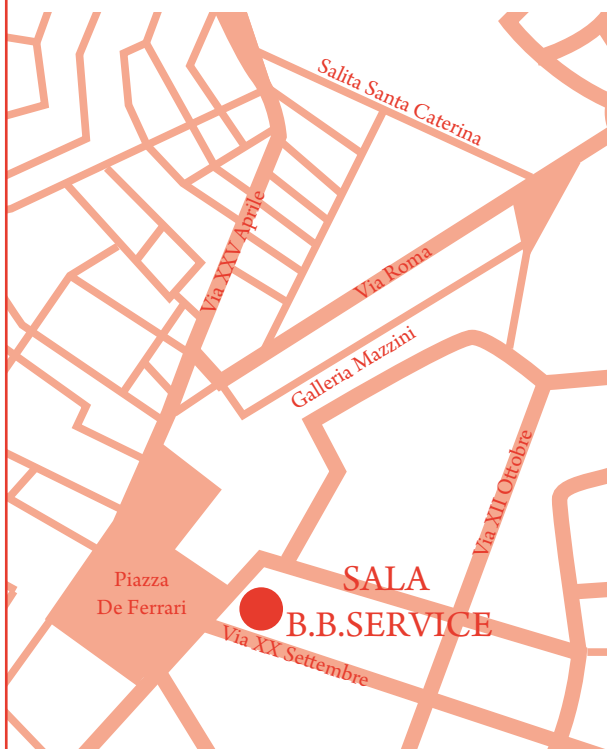 Salita Santa Caterina
Via XXV Aprile
Via Roma
Galleria Mazzini
Via XII Ottobre
Piazza
De Ferrari
SALA
B.B.SERVICE
Via XX Settembre